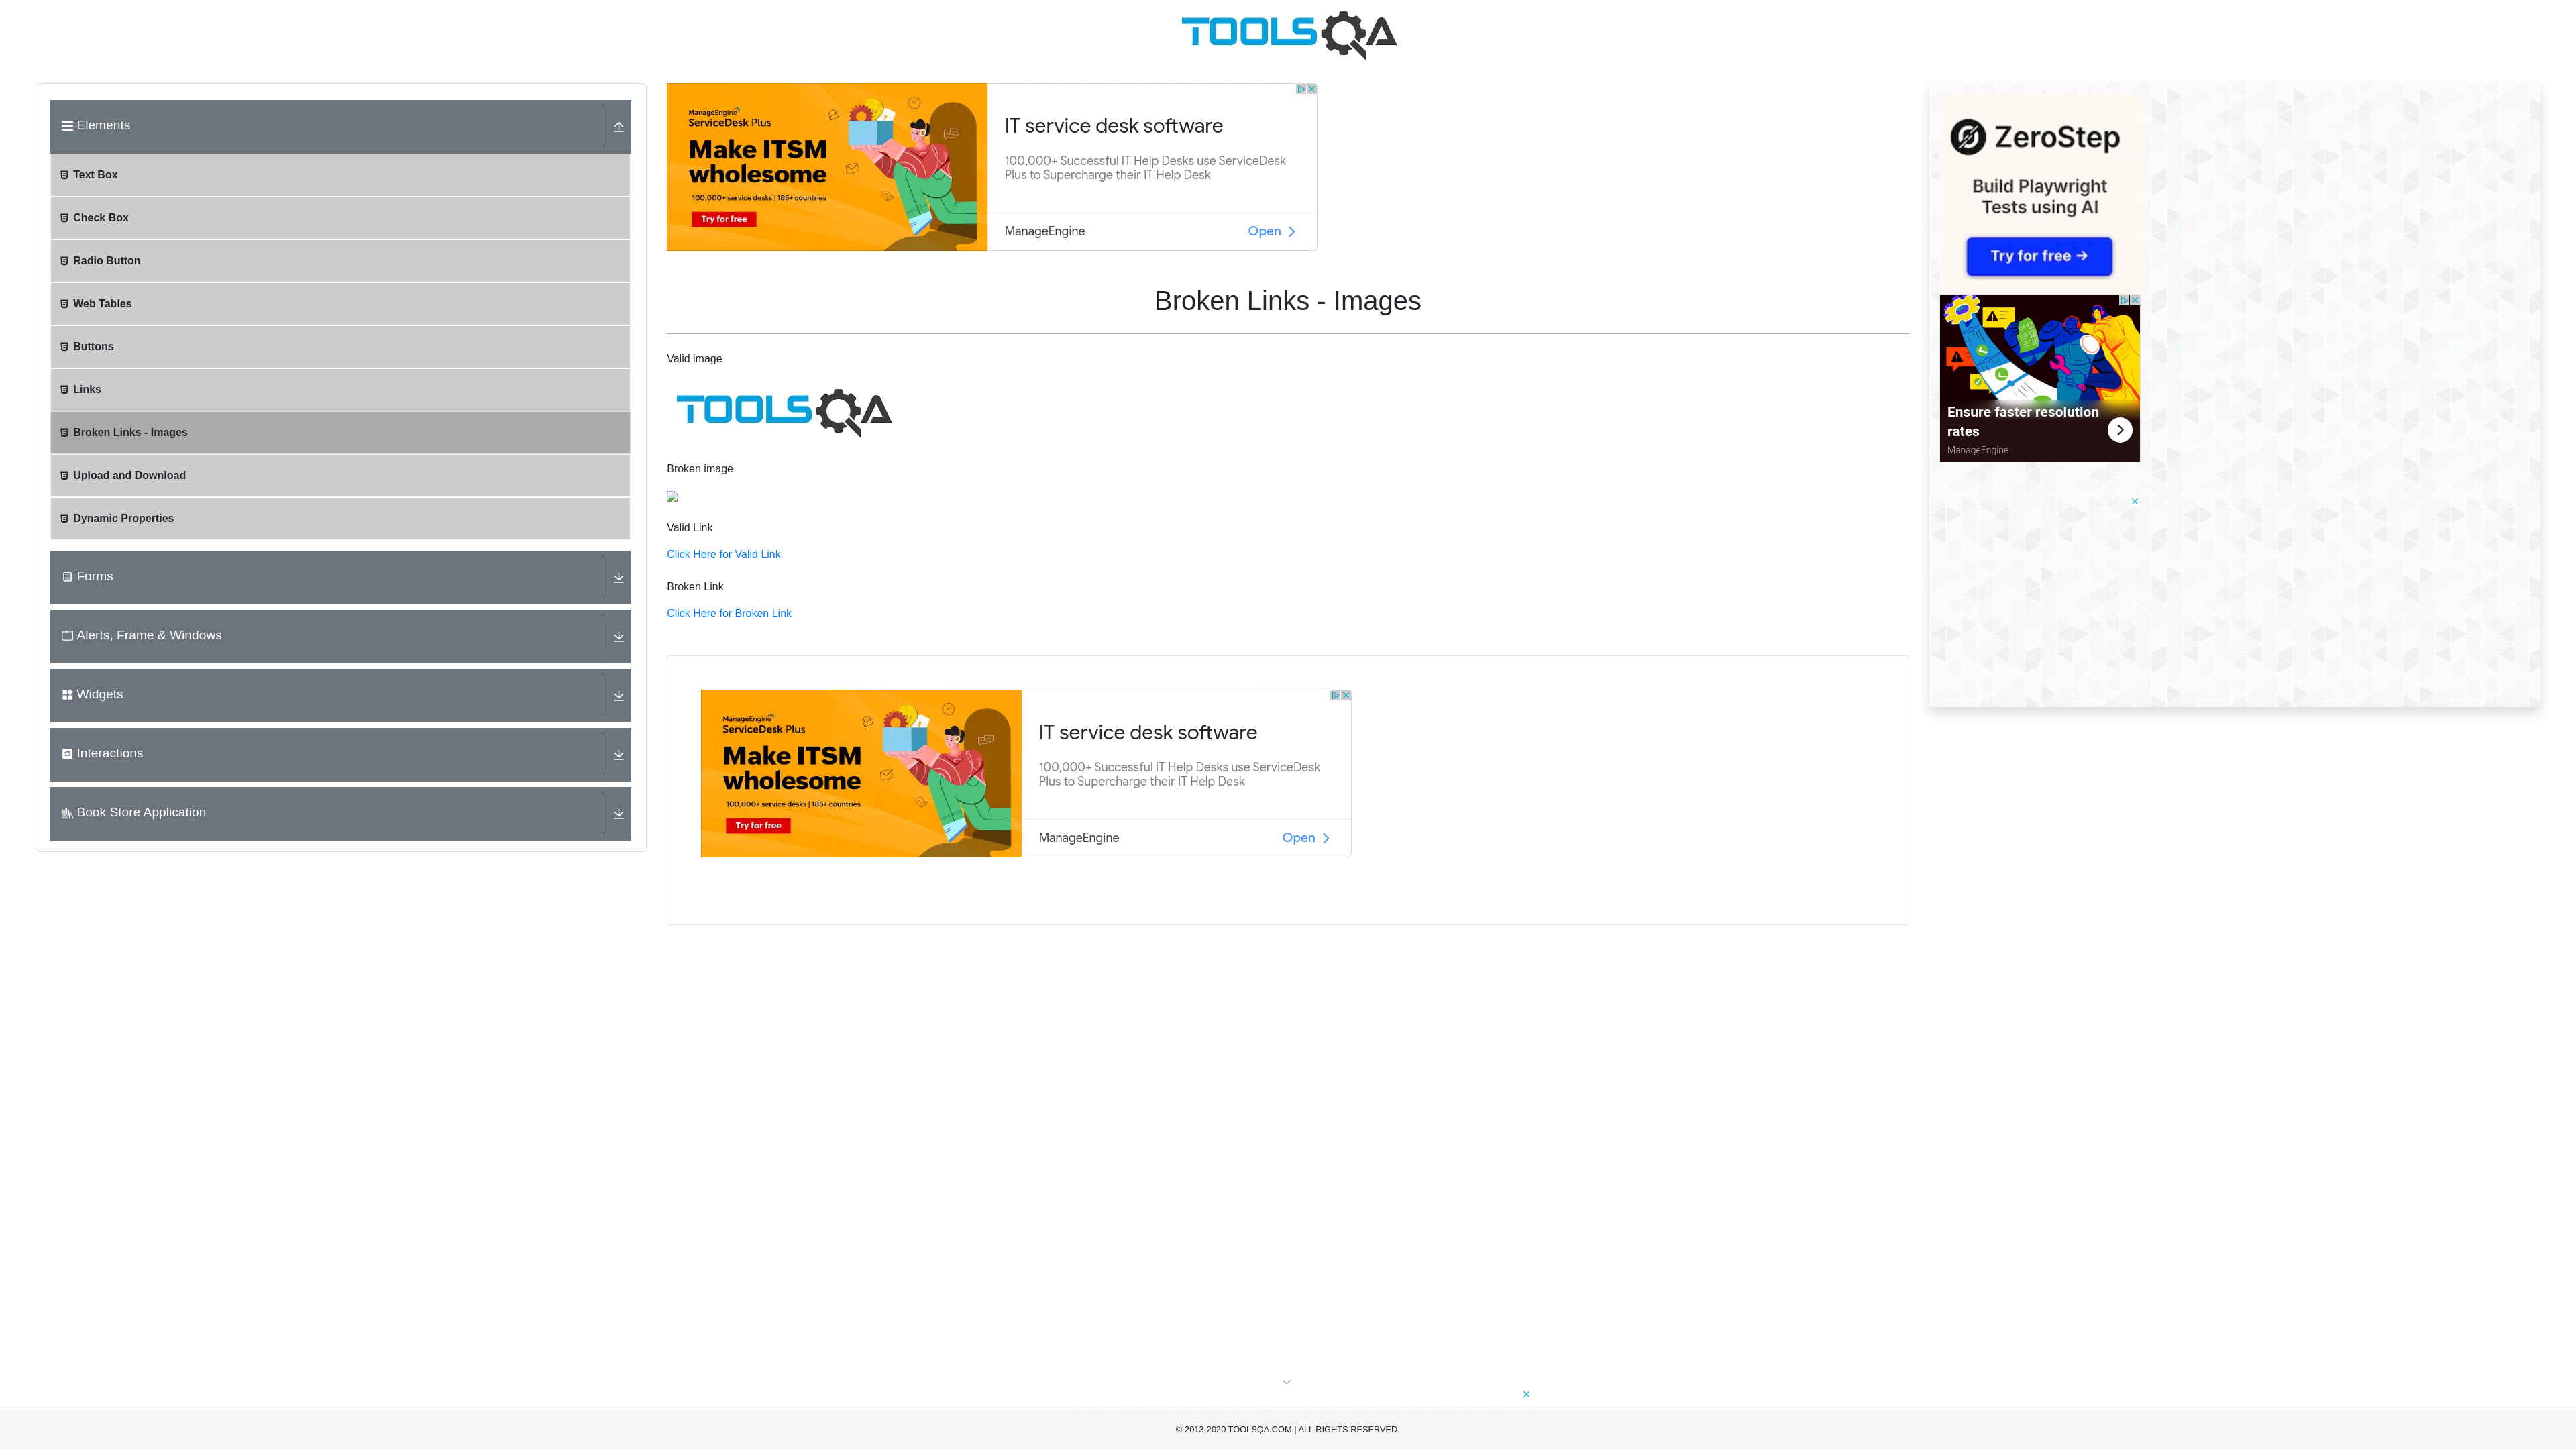 TOOLSQA
Elements
Text Box
Check Box
Radio Button
Web Tables
Buttons
Links
Broken Links - Images
Upload and Download
Dynamic Properties
Forms
Alerts, Frame & Windows
Widgets
Interactions
Book Store Application
ManageEngine
ServiceDesk Plus
Make ITSM
wholesome
100,000+ service desks | 185+ countries
Try for free
IT service desk software
100,000+ Successful IT Help Desks use ServiceDesk
Plus to Supercharge their IT Help Desk
ManageEngine
Open
Broken Links - Images
Valid image
TOOLSQA
Broken image
Valid Link
Click Here for Valid Link
Broken Link
Click Here for Broken Link
ManageEngine
ServiceDesk Plus
Make ITSM
wholesome
100,000+ service desks | 185+ countries
Try for free
IT service desk software
100,000+ Successful IT Help Desks use ServiceDesk
Plus to Supercharge their IT Help Desk
ManageEngine
Open
ZeroStep
Build Playwright
Tests using AI
Try for free →
Ensure faster resolution
rates
ManageEngine
© 2013-2020 TOOLSQA.COM | ALL RIGHTS RESERVED.